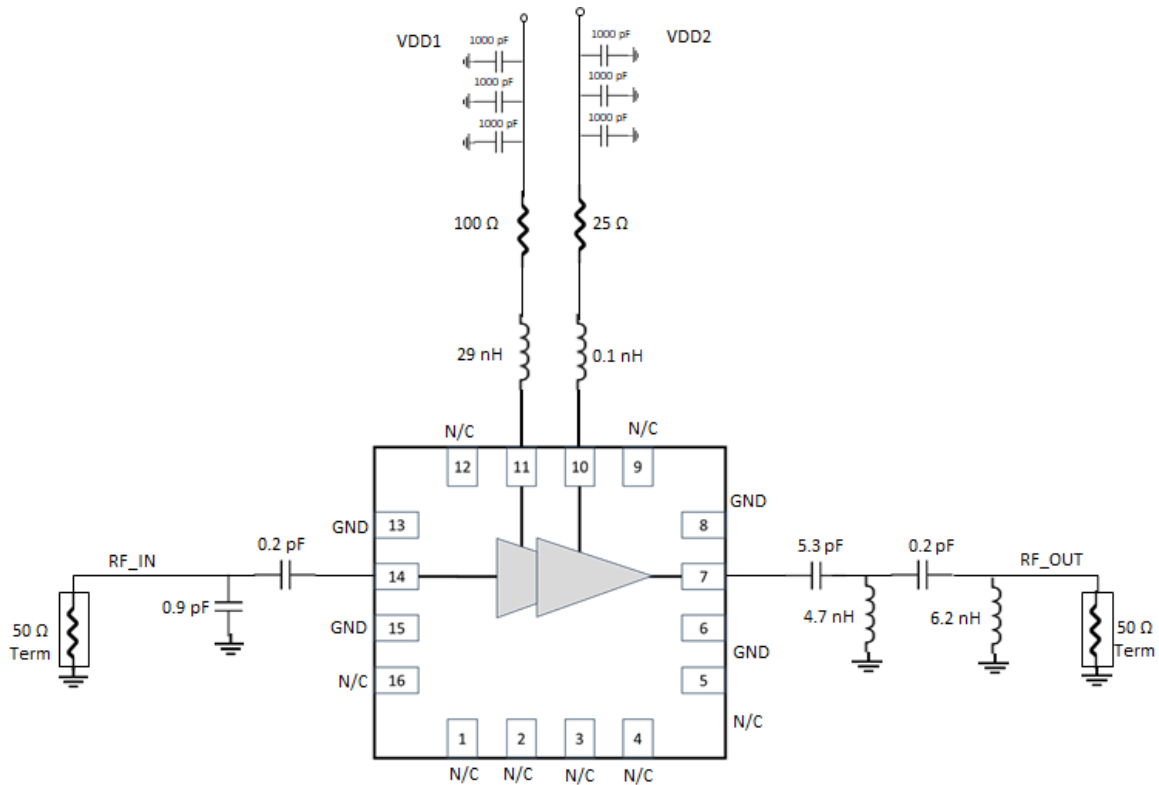 VDD1
VDD2
1000 pF
1000 pF
1000 pF
1000 pF
1000 pF
1000 pF
100 Ω
25 Ω
29 nH
0.1 nH
N/C
N/C
12
11
10
9
GND
13
8
GND
RF_IN
0.2 pF
14
7
5.3 pF
0.2 pF
RF_OUT
0.9 pF
4.7 nH
6.2 nH
50 Ω
Term
50 Ω
Term
GND
15
6
GND
N/C
16
5
N/C
1
2
3
4
N/C
N/C
N/C
N/C